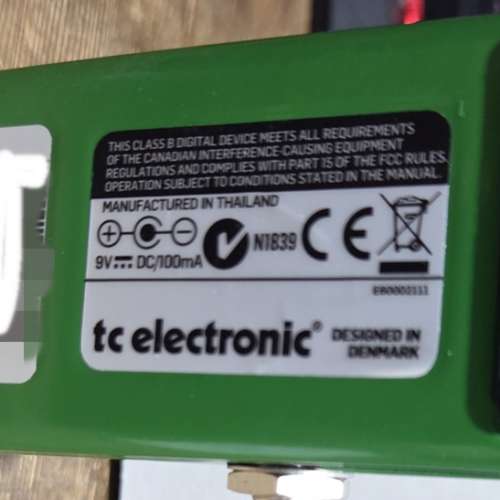 THIS CLASS B DIGITAL DEVICE MEETS ALL REQUIREMENTS
OF THE CANADIAN INTERFERENCE-CAUSING EQUIPMENT
REGULATIONS AND COMPLIES WITH PART 15 OF THE FCC RULES.
OPERATION SUBJECT TO CONDITIONS STATED IN THE MANUAL.
MANUFACTURED IN THAILAND
9V⎓ DC/100mA
N1839
CE
E80002111
tc electronic®
DESIGNED IN
DENMARK